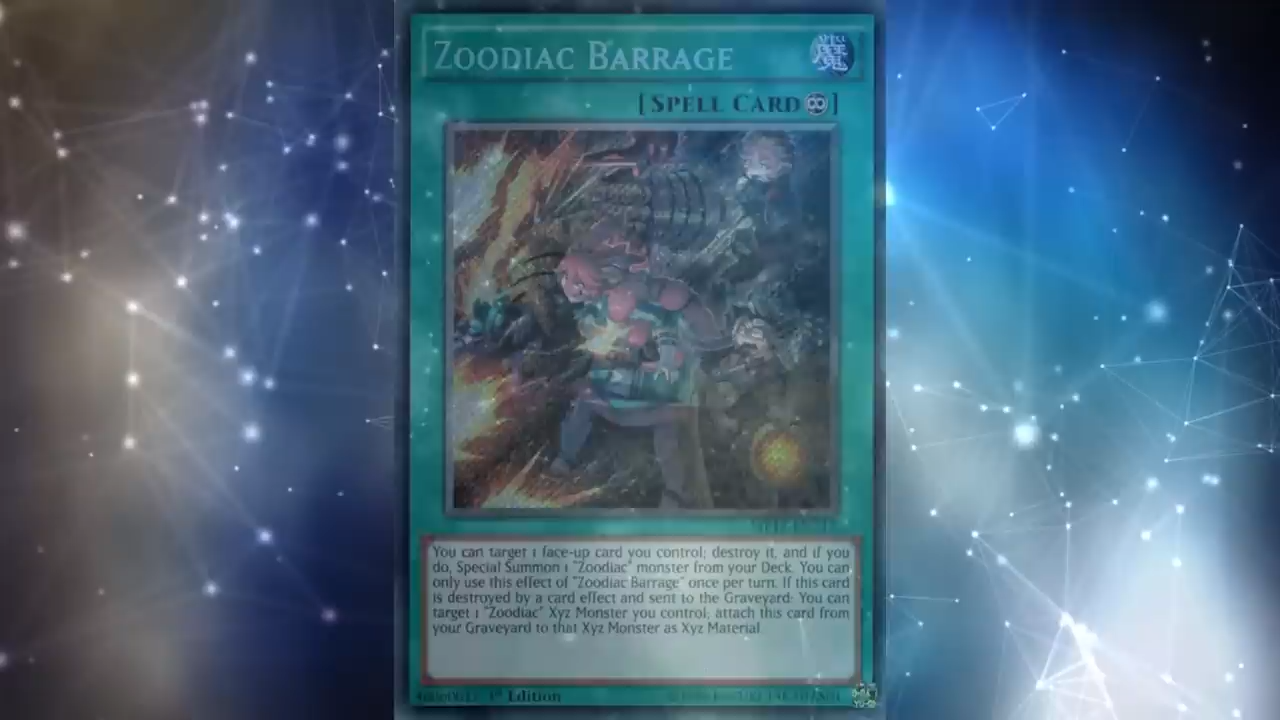 ZOODIAC BARRAGE
[SPELL CARD]
You can target 1 face-up card you control; destroy it, and if you
do, Special Summon 1 "Zoodiac" monster from your Deck. You can
only use this effect of "Zoodiac Barrage" once per turn. If this card
is destroyed by a card effect and sent to the Graveyard: You can
target 1 "Zoodiac" Xyz Monster you control; attach this card from
your Graveyard to that Xyz Monster as Xyz Material.
1st Edition